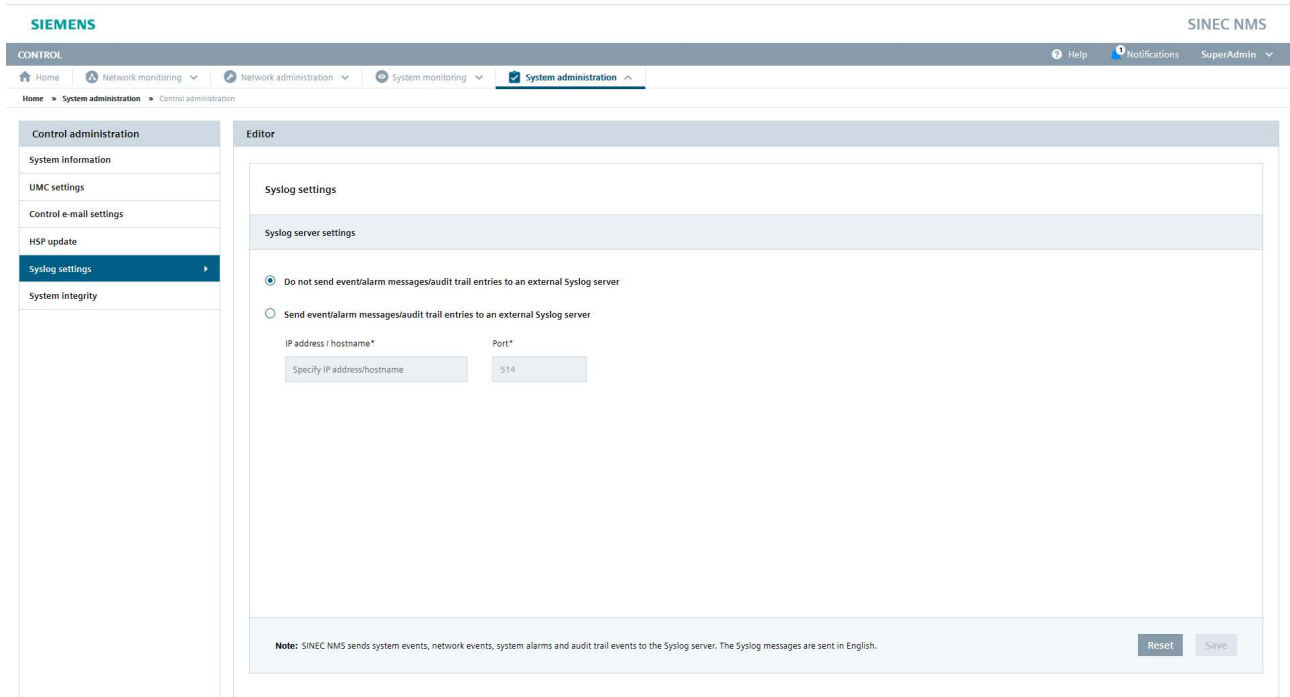 SIEMENS
SINEC NMS
CONTROL
Help
1
Notifications
SuperAdmin
Home
Network monitoring
Network administration
System monitoring
System administration
Home » System administration » Control administration
Control administration
System information
UMC settings
Control e-mail settings
HSP update
Syslog settings
System integrity
Editor
Syslog settings
Syslog server settings
Do not send event/alarm messages/audit trail entries to an external Syslog server
Send event/alarm messages/audit trail entries to an external Syslog server
IP address / hostname* Port*
Specify IP address/hostname 514
Note: SINEC NMS sends system events, network events, system alarms and audit trail events to the Syslog server. The Syslog messages are sent in English.
Reset
Save